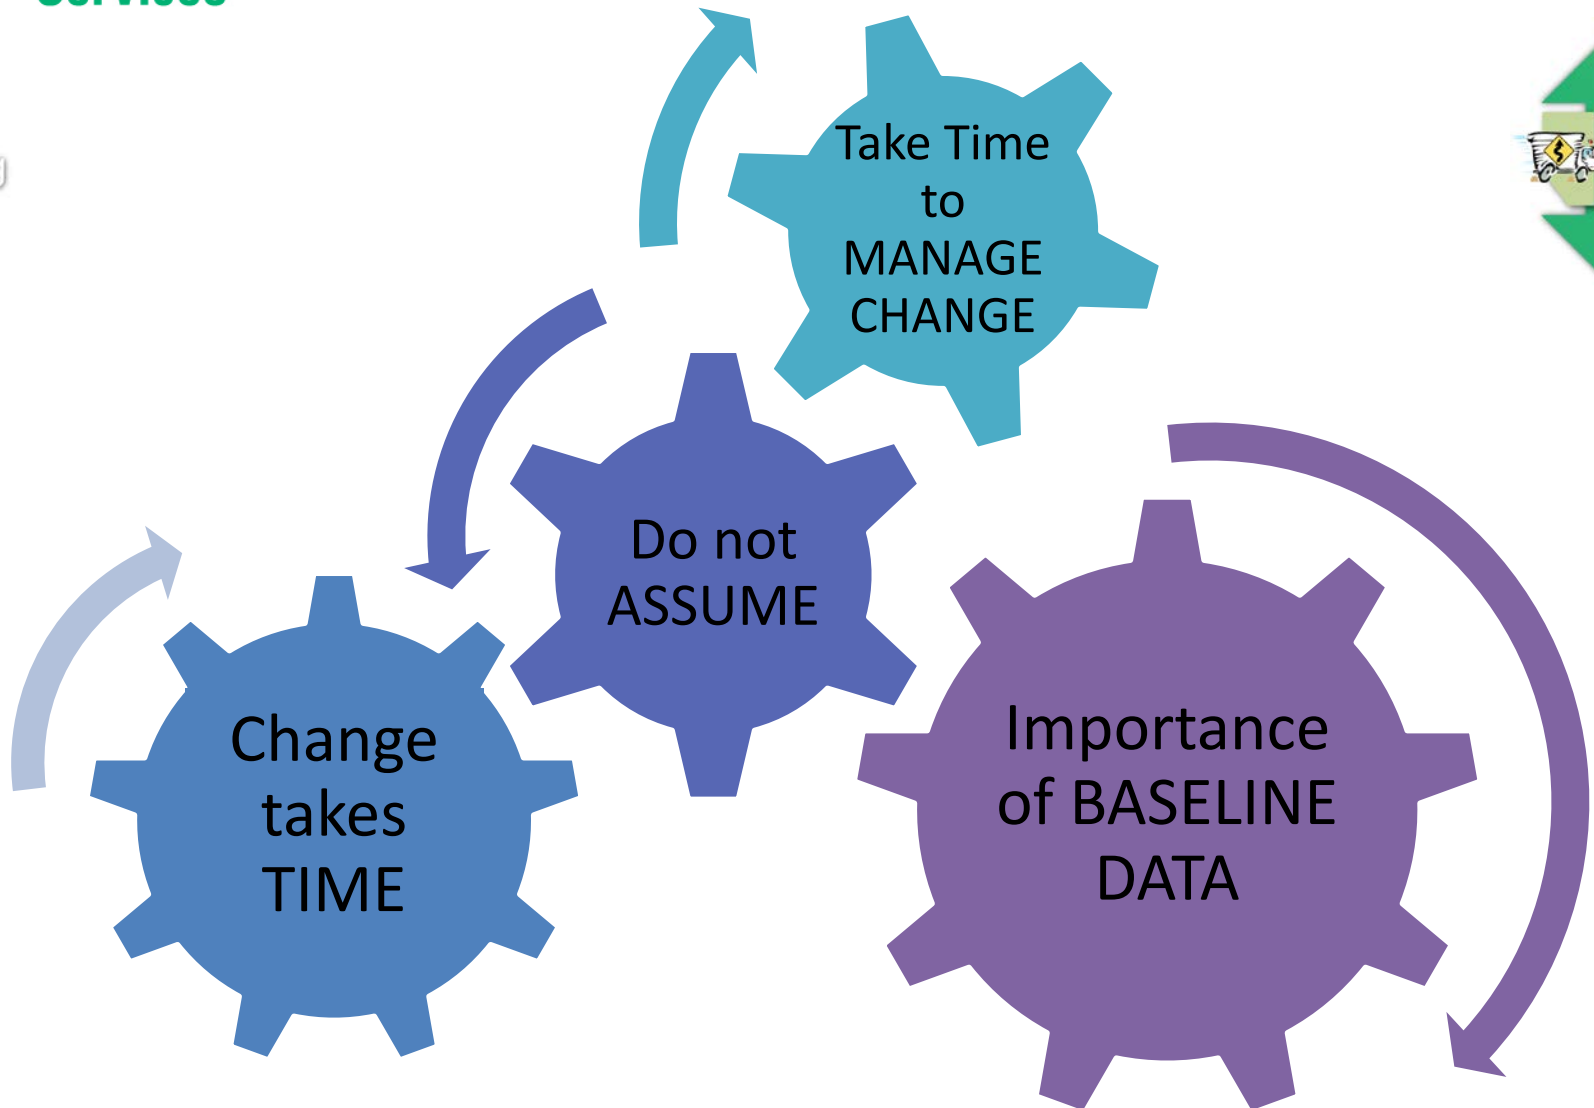 Take Time
to
MANAGE
CHANGE
Do not
ASSUME
Change
takes
TIME
Importance
of BASELINE
DATA